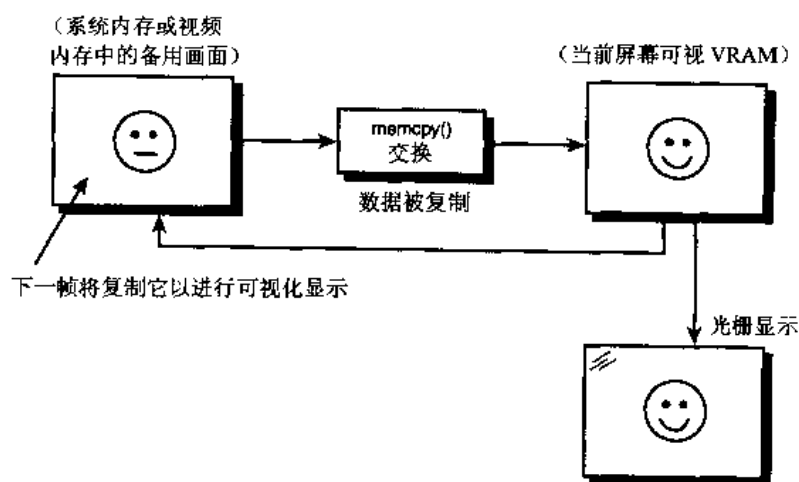 （系统内存或视频
内存中的备用画面）
（当前屏幕可视 VRAM）
memcpy()
交换
数据被复制
下一帧将复制它以进行可视化显示
光栅显示